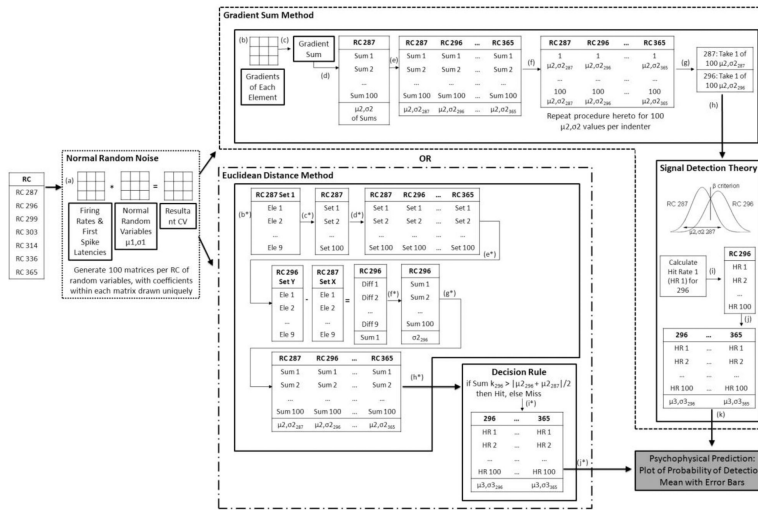 Gradient Sum Method
(b)
(c)
Gradient
Sum
(d)
Gradients
of Each
Element
RC 287
Sum 1
Sum 2
...
Sum 100
μ2,σ2
of Sums
(e)
RC 287 RC 296 ... RC 365
Sum 1 Sum 1 ... Sum 1
Sum 2 Sum 2 ... Sum 2
... ... ... ...
Sum 100 Sum 100 ... Sum 100
μ2,σ2287 μ2,σ2296 ... μ2,σ2365
(f)
RC 287 RC 296 ... RC 365
1 1 ... 1
μ2,σ2287 μ2,σ2296 μ2,σ2365
... ... ...
100 100 ... 100
μ2,σ2287 μ2,σ2296 μ2,σ2365
Repeat procedure hereto for 100
μ2,σ2 values per indenter
(g)
287: Take 1 of
100 μ2,σ2287
296: Take 1 of
100 μ2,σ2296
(h)
RC
RC 287
RC 296
RC 299
RC 303
RC 314
RC 336
RC 365
Normal Random Noise
(a)
* =
Firing
Rates &
First
Spike
Latencies
Normal
Random
Variables
μ1,σ1
Resulta
nt CV
Generate 100 matrices per RC of
random variables, with coefficients
within each matrix drawn uniquely
OR
Euclidean Distance Method
(b*)
RC 287 Set 1
Ele 1
Ele 2
...
Ele 9
(c*)
RC 287
Set 1
Set 2
...
Set 100
(d*)
RC 287 RC 296 ... RC 365
Set 1 Set 1 ... Set 1
Set 2 Set 2 ... Set 2
... ... ... ...
Set 100 Set 100 ... Set 100
(e*)
RC 296
Set Y
Ele 1
Ele 2
...
Ele 9
-
RC 287
Set X
Ele 1
Ele 2
...
Ele 9
=
RC 296
Diff 1
Diff 2
...
Diff 9
Sum 1
(f*)
RC 296
Sum 1
Sum 2
...
Sum 100
σ2296
(g*)
RC 287 RC 296 ... RC 365
Sum 1 Sum 1 ... Sum 1
Sum 2 Sum 2 ... Sum 2
... ... ... ...
Sum 100 Sum 100 ... Sum 100
μ2,σ2287 μ2,σ2296 ... μ2,σ2365
(h*)
Decision Rule
if Sum k296 > |μ2296 + μ2287|/2
then Hit, else Miss
(i*)
296 ... 365
HR 1 ... HR 1
HR 2 ... HR 2
... ... ...
HR 100 ... HR 100
μ3,σ3296 μ3,σ3365
(j*)
Signal Detection Theory
β criterion
RC 287
RC 296
μ2,σ2 287
Calculate
Hit Rate 1
(HR 1) for
296
(i)
RC 296
HR 1
HR 2
...
HR 100
(j)
296 ... 365
HR 1 ... HR 1
HR 2 ... HR 2
... ... ...
HR 100 ... HR 100
μ3,σ3296 μ3,σ3365
(k)
Psychophysical Prediction:
Plot of Probability of Detection
Mean with Error Bars